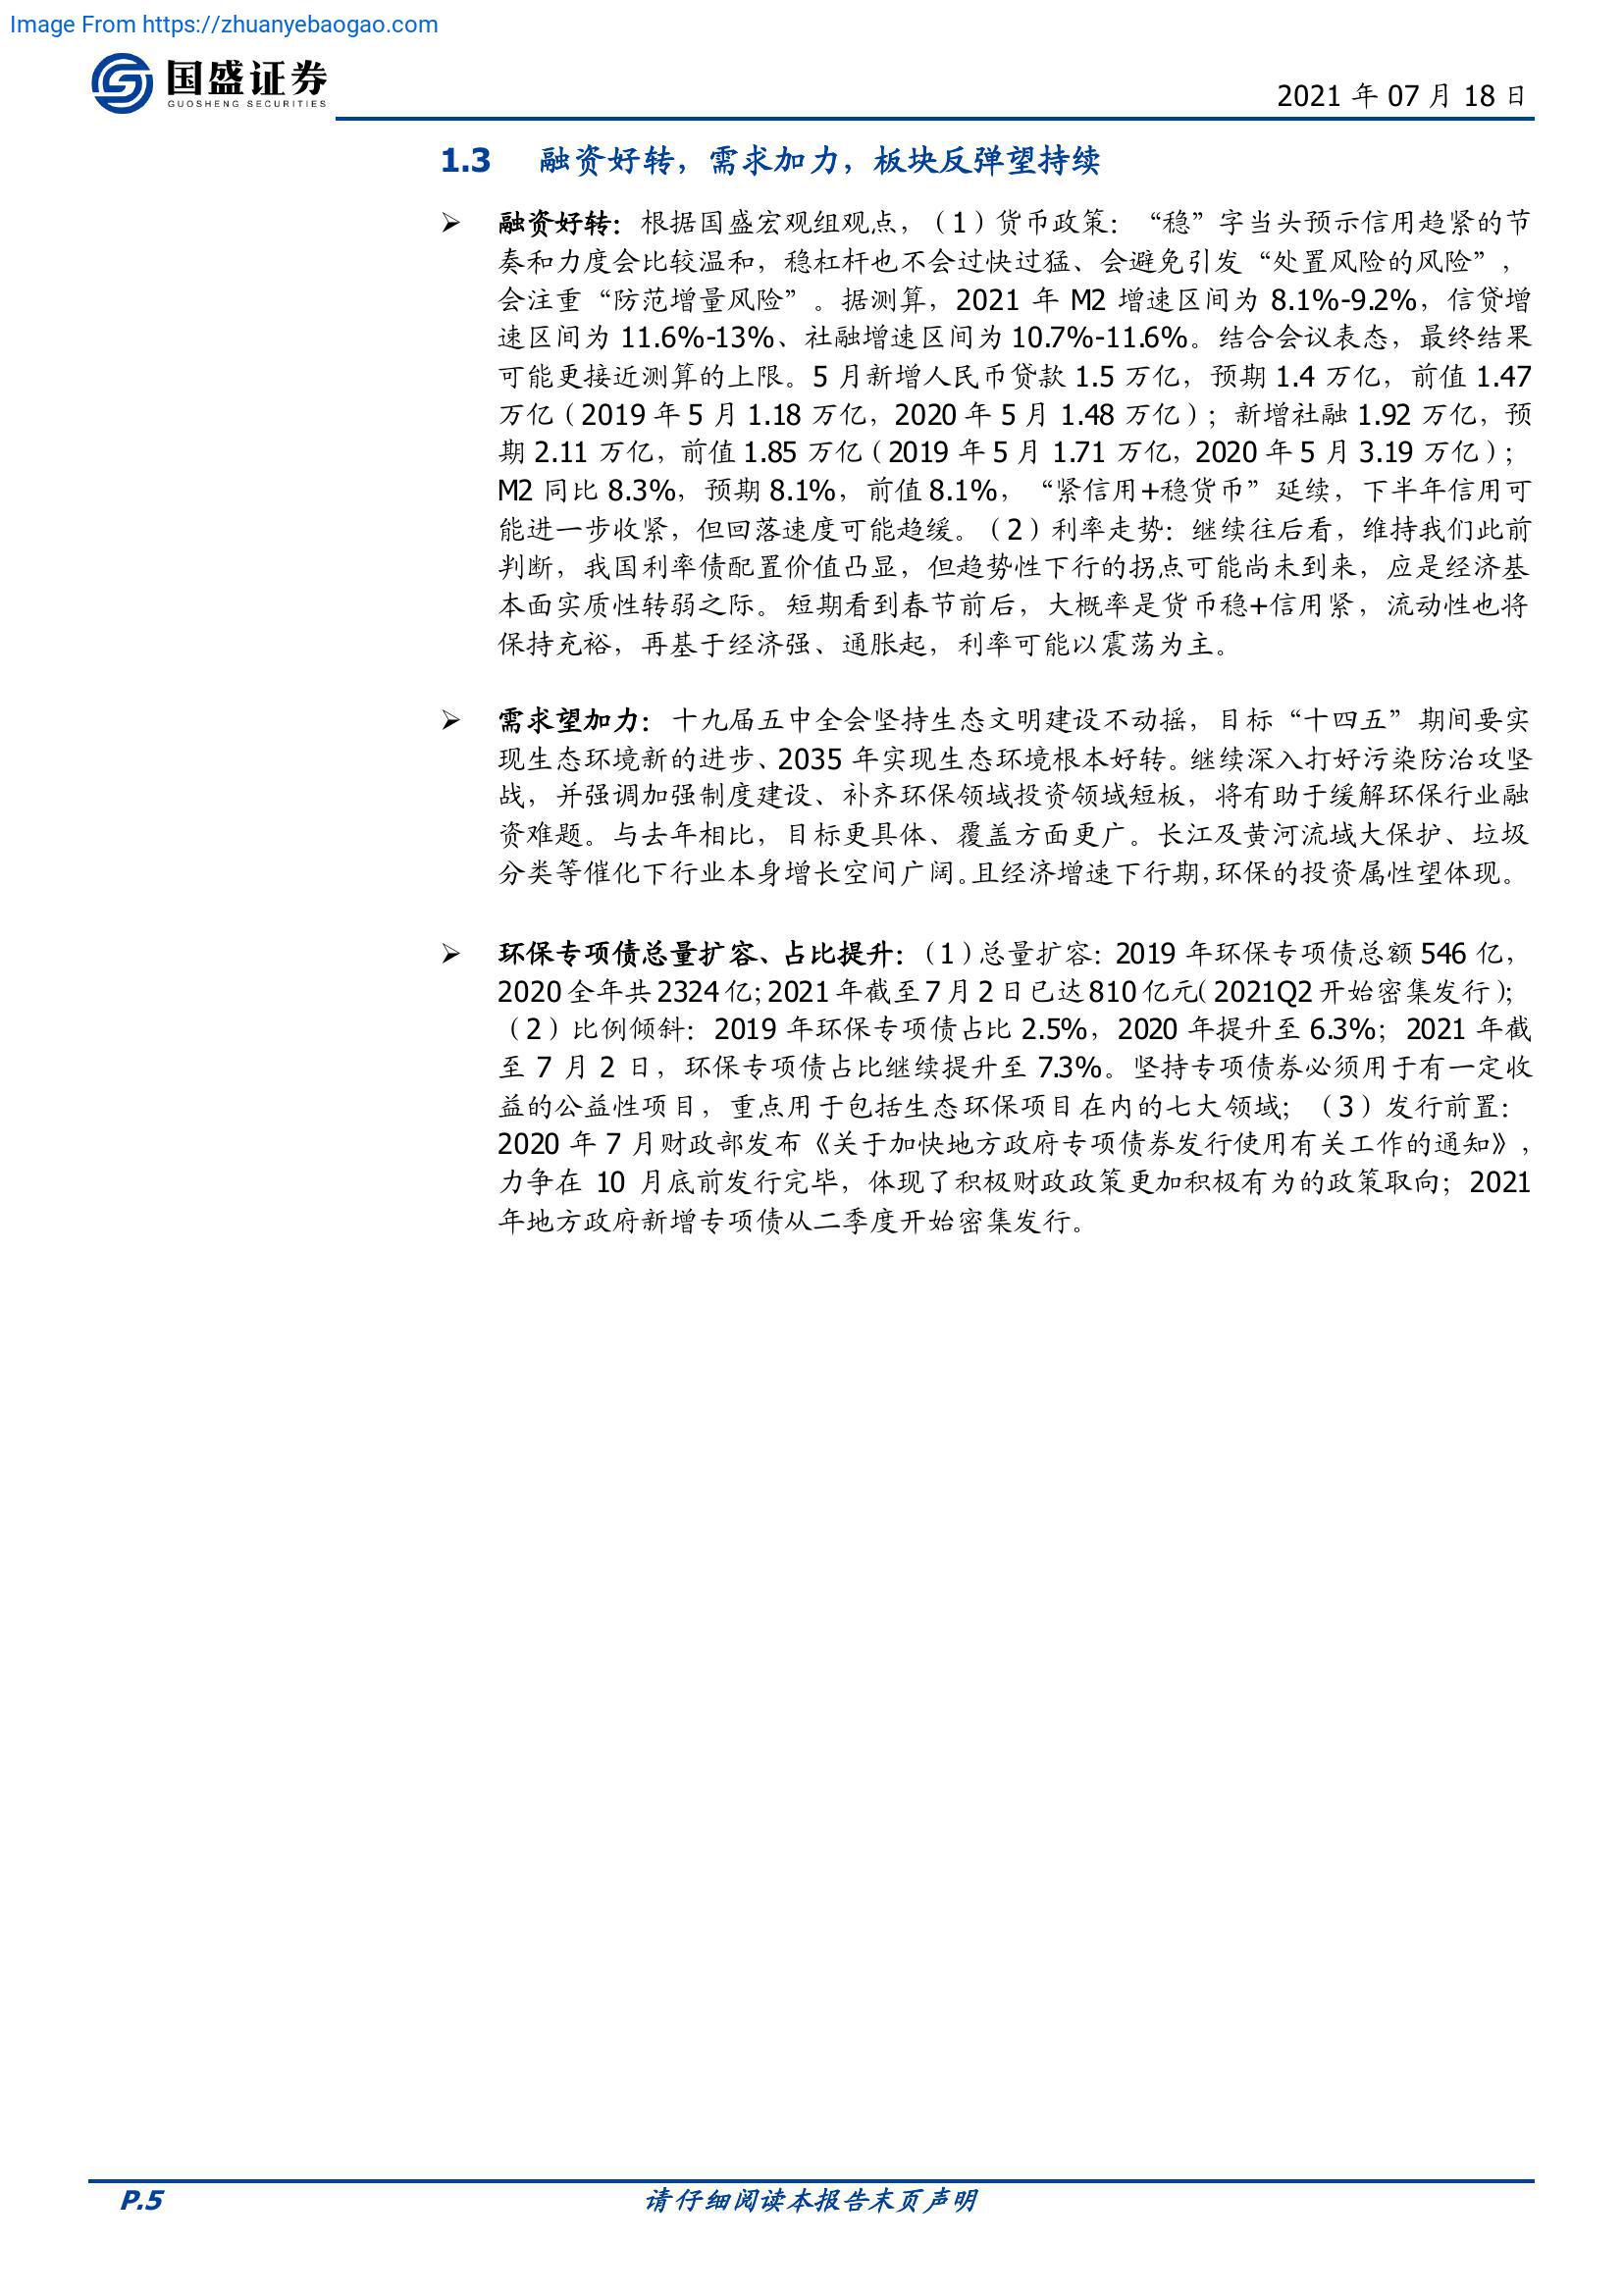 Image From https://zhuanyebaogao.com
国盛证券
GUOSHENG SECURITIES
2021 年 07 月 18 日
1.3 融资好转，需求加力，板块反弹望持续
➢ 融资好转：根据国盛宏观组观点，（1）货币政策：“稳”字当头预示信用趋紧的节
奏和力度会比较温和，稳杠杆也不会过快过猛、会避免引发“处置风险的风险”，
会注重“防范增量风险”。据测算，2021 年 M2 增速区间为 8.1%-9.2%，信贷增
速区间为 11.6%-13%、社融增速区间为 10.7%-11.6%。结合会议表态，最终结果
可能更接近测算的上限。5 月新增人民币贷款 1.5 万亿，预期 1.4 万亿，前值 1.47
万亿（2019 年 5 月 1.18 万亿，2020 年 5 月 1.48 万亿）；新增社融 1.92 万亿，预
期 2.11 万亿，前值 1.85 万亿（2019 年 5 月 1.71 万亿，2020 年 5 月 3.19 万亿）；
M2 同比 8.3%，预期 8.1%，前值 8.1%，“紧信用+稳货币”延续，下半年信用可
能进一步收紧，但回落速度可能趋缓。（2）利率走势：继续往后看，维持我们此前
判断，我国利率债配置价值凸显，但趋势性下行的拐点可能尚未到来，应是经济基
本面实质性转弱之际。短期看到春节前后，大概率是货币稳+信用紧，流动性也将
保持充裕，再基于经济强、通胀起，利率可能以震荡为主。
➢ 需求望加力：十九届五中全会坚持生态文明建设不动摇，目标“十四五”期间要实
现生态环境新的进步、2035 年实现生态环境根本好转。继续深入打好污染防治攻坚
战，并强调加强制度建设、补齐环保领域投资领域短板，将有助于缓解环保行业融
资难题。与去年相比，目标更具体、覆盖方面更广。长江及黄河流域大保护、垃圾
分类等催化下行业本身增长空间广阔。且经济增速下行期，环保的投资属性望体现。
➢ 环保专项债总量扩容、占比提升：（1）总量扩容：2019 年环保专项债总额 546 亿，
2020 全年共 2324 亿；2021 年截至 7 月 2 日已达 810 亿元（2021Q2 开始密集发行）；
（2）比例倾斜：2019 年环保专项债占比 2.5%，2020 年提升至 6.3%；2021 年截
至 7 月 2 日，环保专项债占比继续提升至 7.3%。坚持专项债券必须用于有一定收
益的公益性项目，重点用于包括生态环保项目在内的七大领域；（3）发行前置：
2020 年 7 月财政部发布《关于加快地方政府专项债券发行使用有关工作的通知》，
力争在 10 月底前发行完毕，体现了积极财政政策更加积极有为的政策取向；2021
年地方政府新增专项债从二季度开始密集发行。
P.5 请仔细阅读本报告末页声明